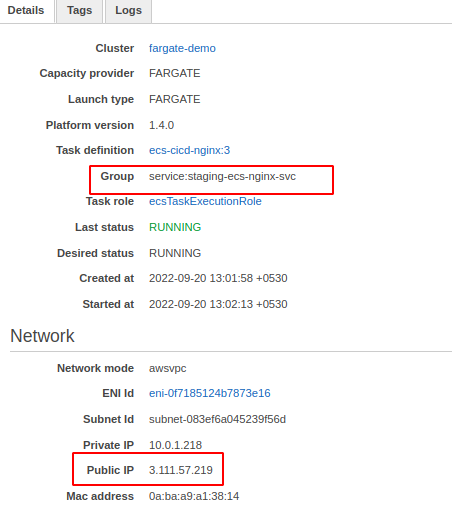 Details Tags Logs
Cluster fargate-demo
Capacity provider FARGATE
Launch type FARGATE
Platform version 1.4.0
Task definition ecs-cicd-nginx:3
Group service:staging-ecs-nginx-svc
Task role ecsTaskExecutionRole
Last status RUNNING
Desired status RUNNING
Created at 2022-09-20 13:01:58 +0530
Started at 2022-09-20 13:02:13 +0530
Network
Network mode awsvpc
ENI Id eni-0f7185124b7873e16
Subnet Id subnet-083ef6a045239f56d
Private IP 10.0.1.218
Public IP 3.111.57.219
Mac address 0a:ba:a9:a1:38:14